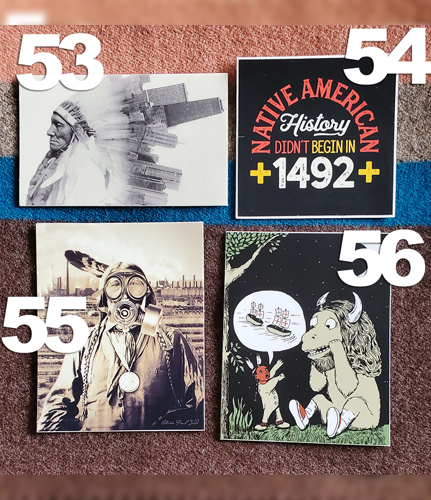 53
54
NATIVE AMERICAN
History
DIDN'T BEGIN IN
+1492+
55
56